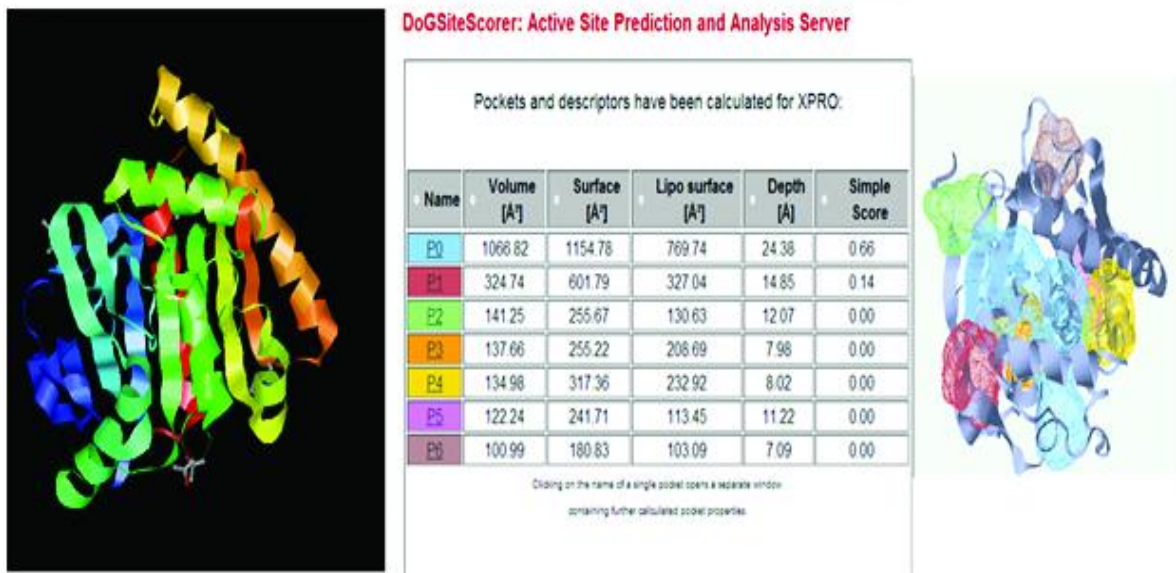 DoGSiteScorer: Active Site Prediction and Analysis Server
Pockets and descriptors have been calculated for XPRO:
Name Volume [Å³] Surface [Å²] Lipo surface [Å²] Depth [Å] Simple Score
P0 1066.82 1154.78 769.74 24.38 0.66
P1 324.74 601.79 327.04 14.85 0.14
P2 141.25 255.67 130.63 12.07 0.00
P3 137.66 255.22 208.69 7.98 0.00
P4 134.98 317.36 232.92 8.02 0.00
P5 122.24 241.71 113.45 11.22 0.00
P6 100.99 180.83 103.09 7.09 0.00
Clicking on the name of a single pocket opens a separate window
containing further calculated pocket properties.